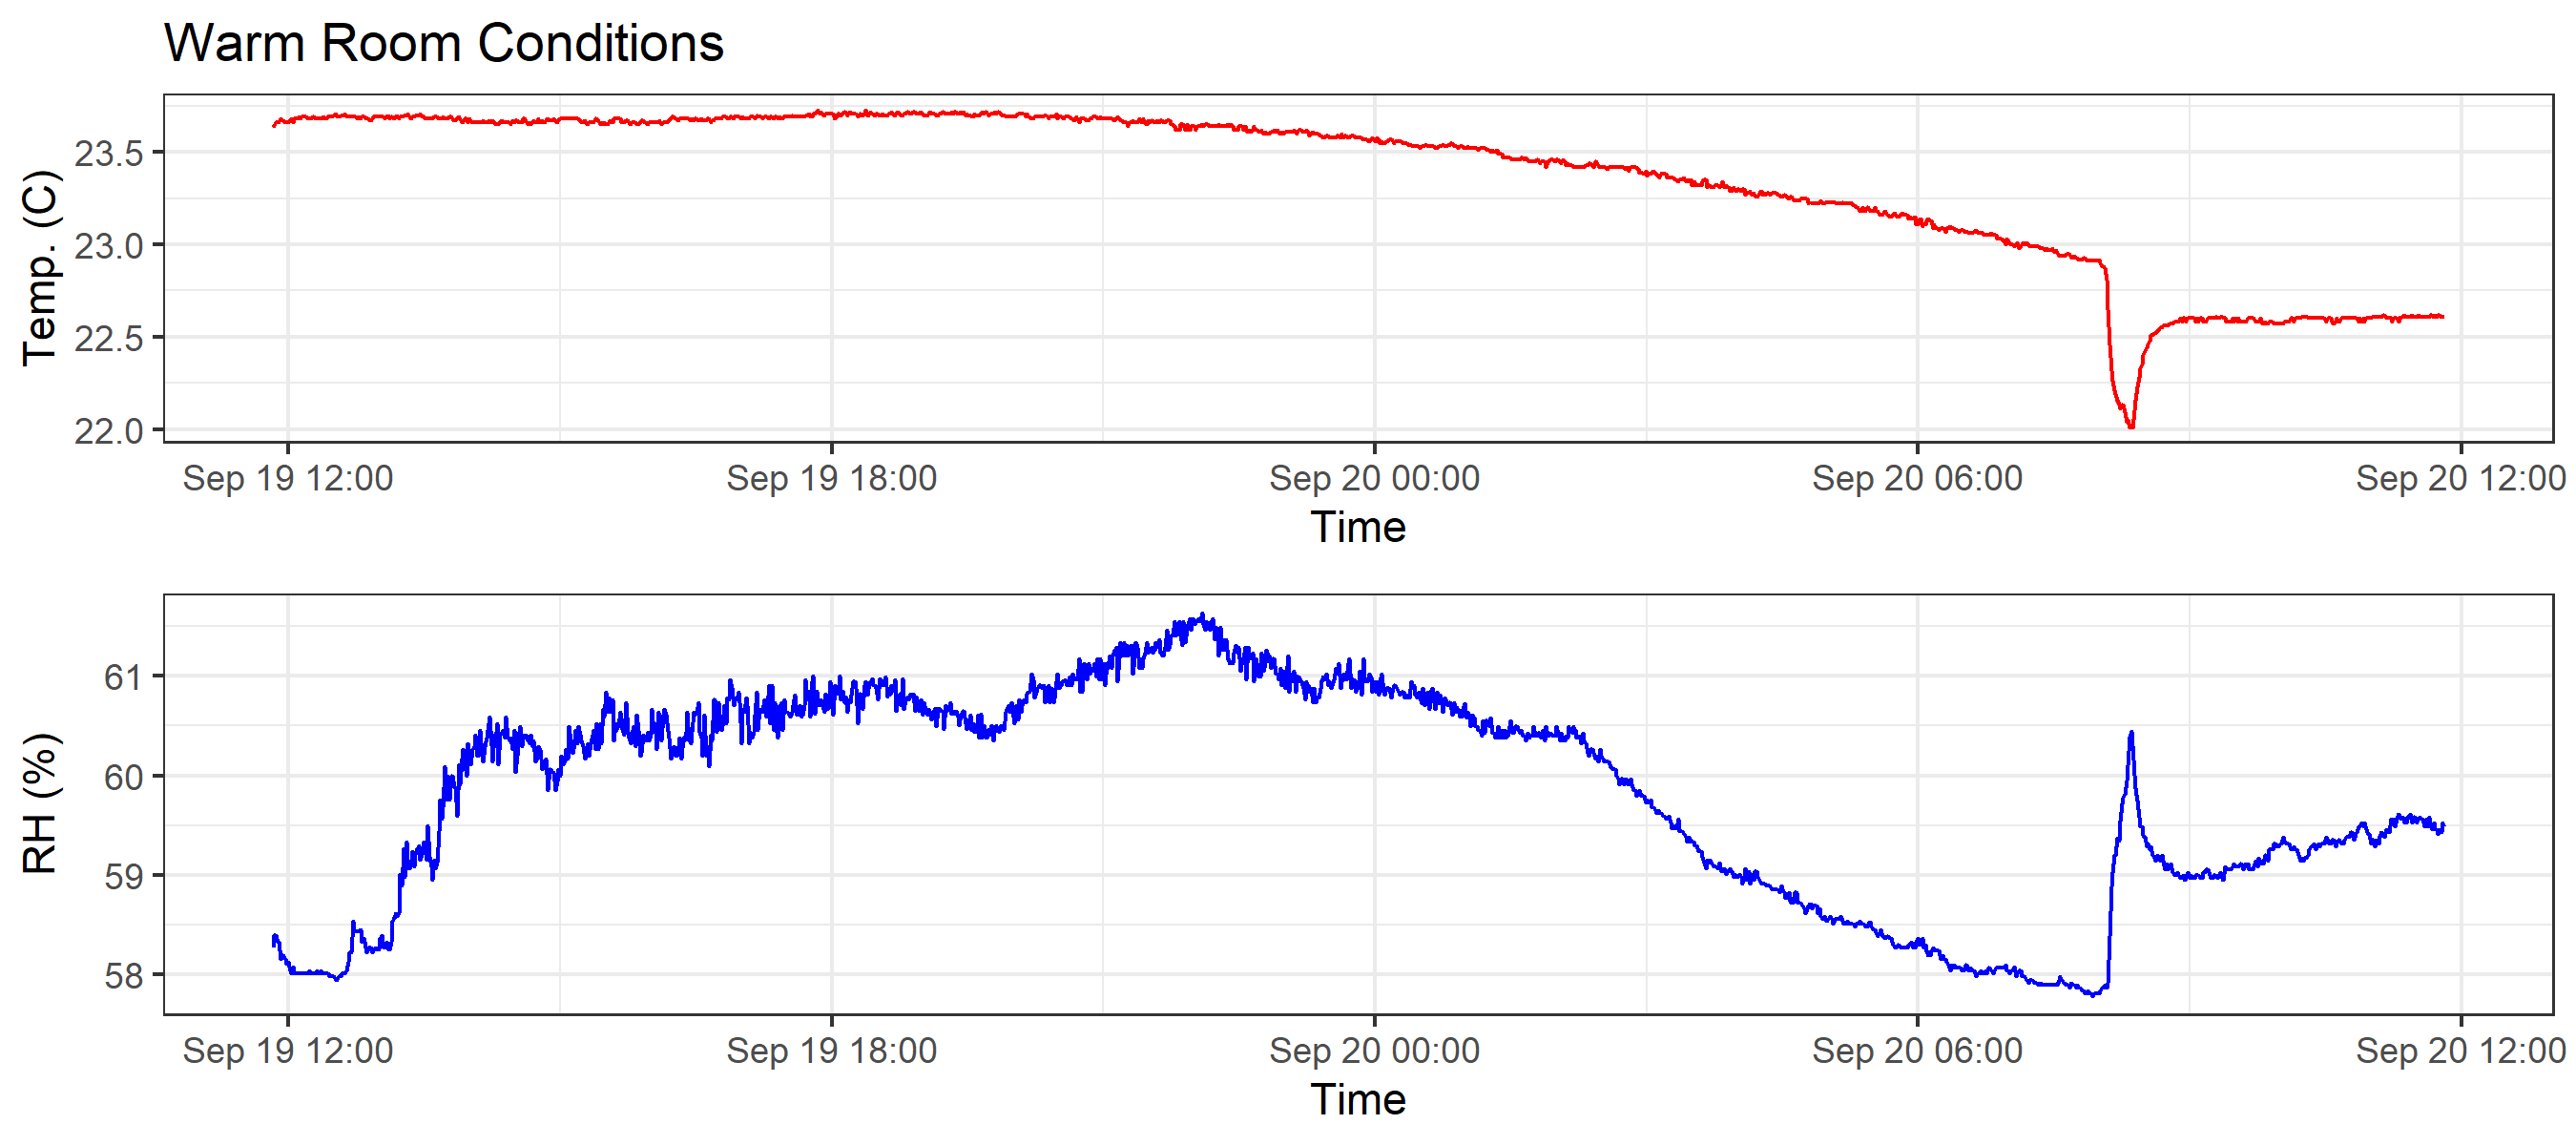 Warm Room Conditions
Temp. (C)
23.5
23.0
22.5
22.0
Sep 19 12:00 Sep 19 18:00 Sep 20 00:00 Sep 20 06:00 Sep 20 12:00
Time
RH (%)
61
60
59
58
Sep 19 12:00 Sep 19 18:00 Sep 20 00:00 Sep 20 06:00 Sep 20 12:00
Time